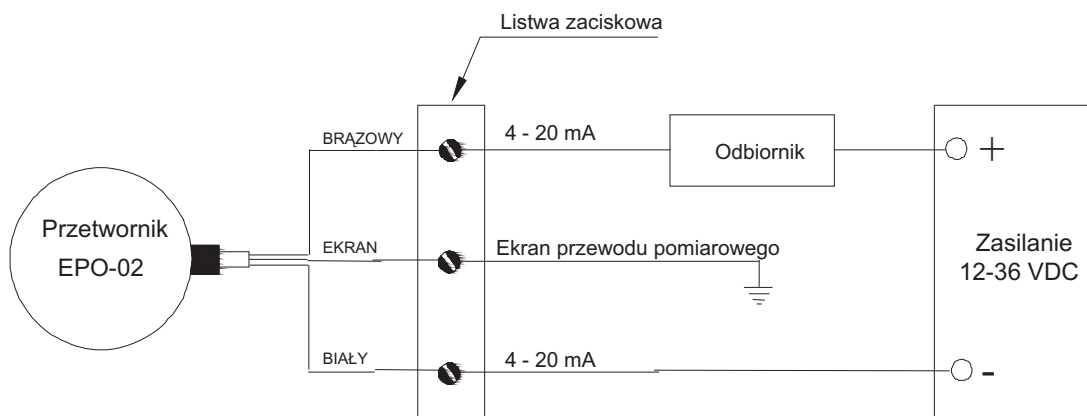 Listwa zaciskowa
BRĄZOWY
4 - 20 mA
Odbiornik
+
Przetwornik
EPO-02
EKRAN
Ekran przewodu pomiarowego
Zasilanie
12-36 VDC
BIAŁY
4 - 20 mA
-